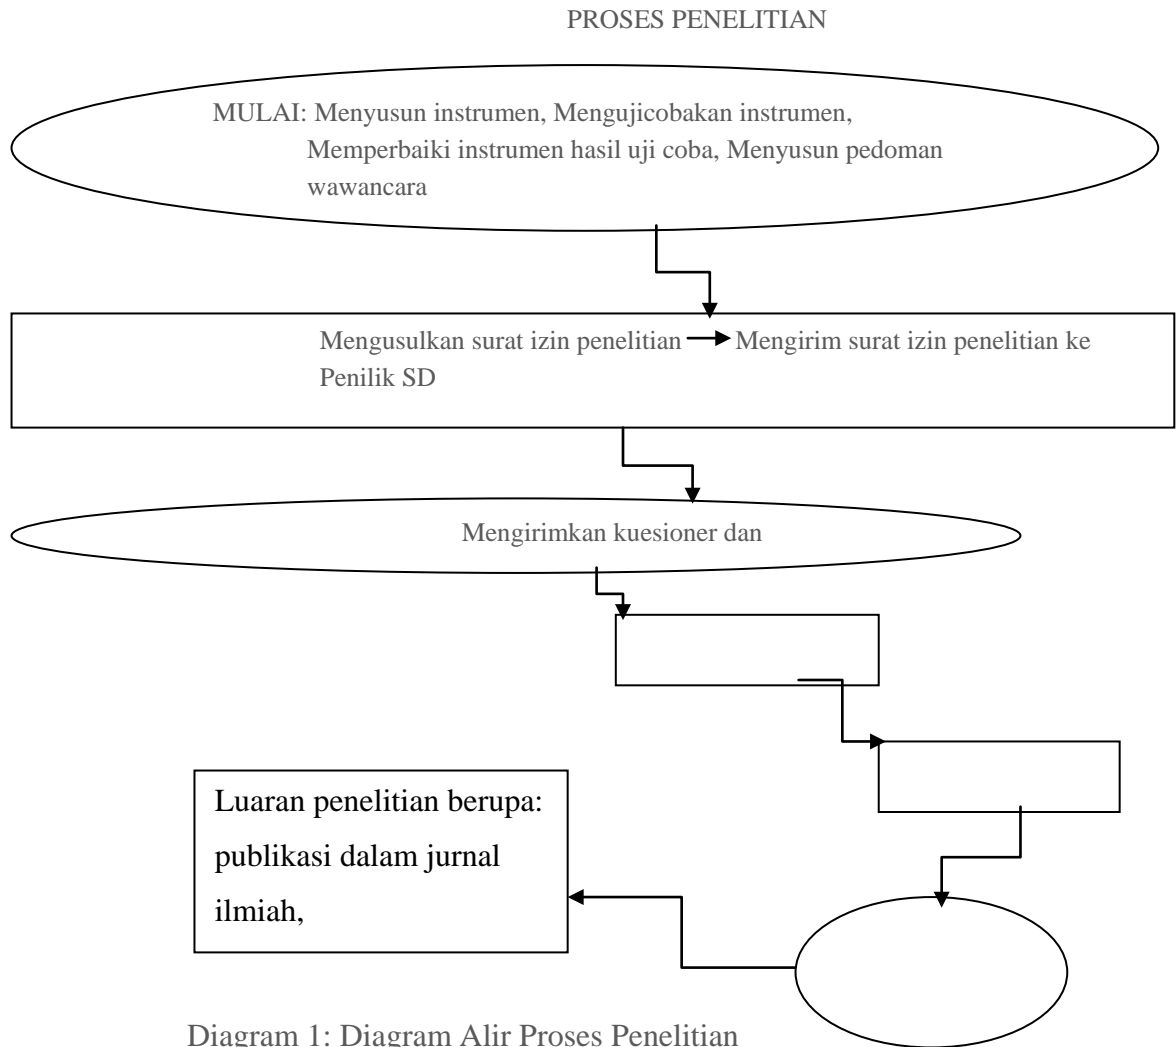 PROSES PENELITIAN
MULAI: Menyusun instrumen, Mengujicobakan instrumen,
Memperbaiki instrumen hasil uji coba, Menyusun pedoman
wawancara
Mengusulkan surat izin penelitian → Mengirim surat izin penelitian ke
Penilik SD
Mengirimkan kuesioner dan
Luaran penelitian berupa:
publikasi dalam jurnal
ilmiah,
Diagram 1: Diagram Alir Proses Penelitian